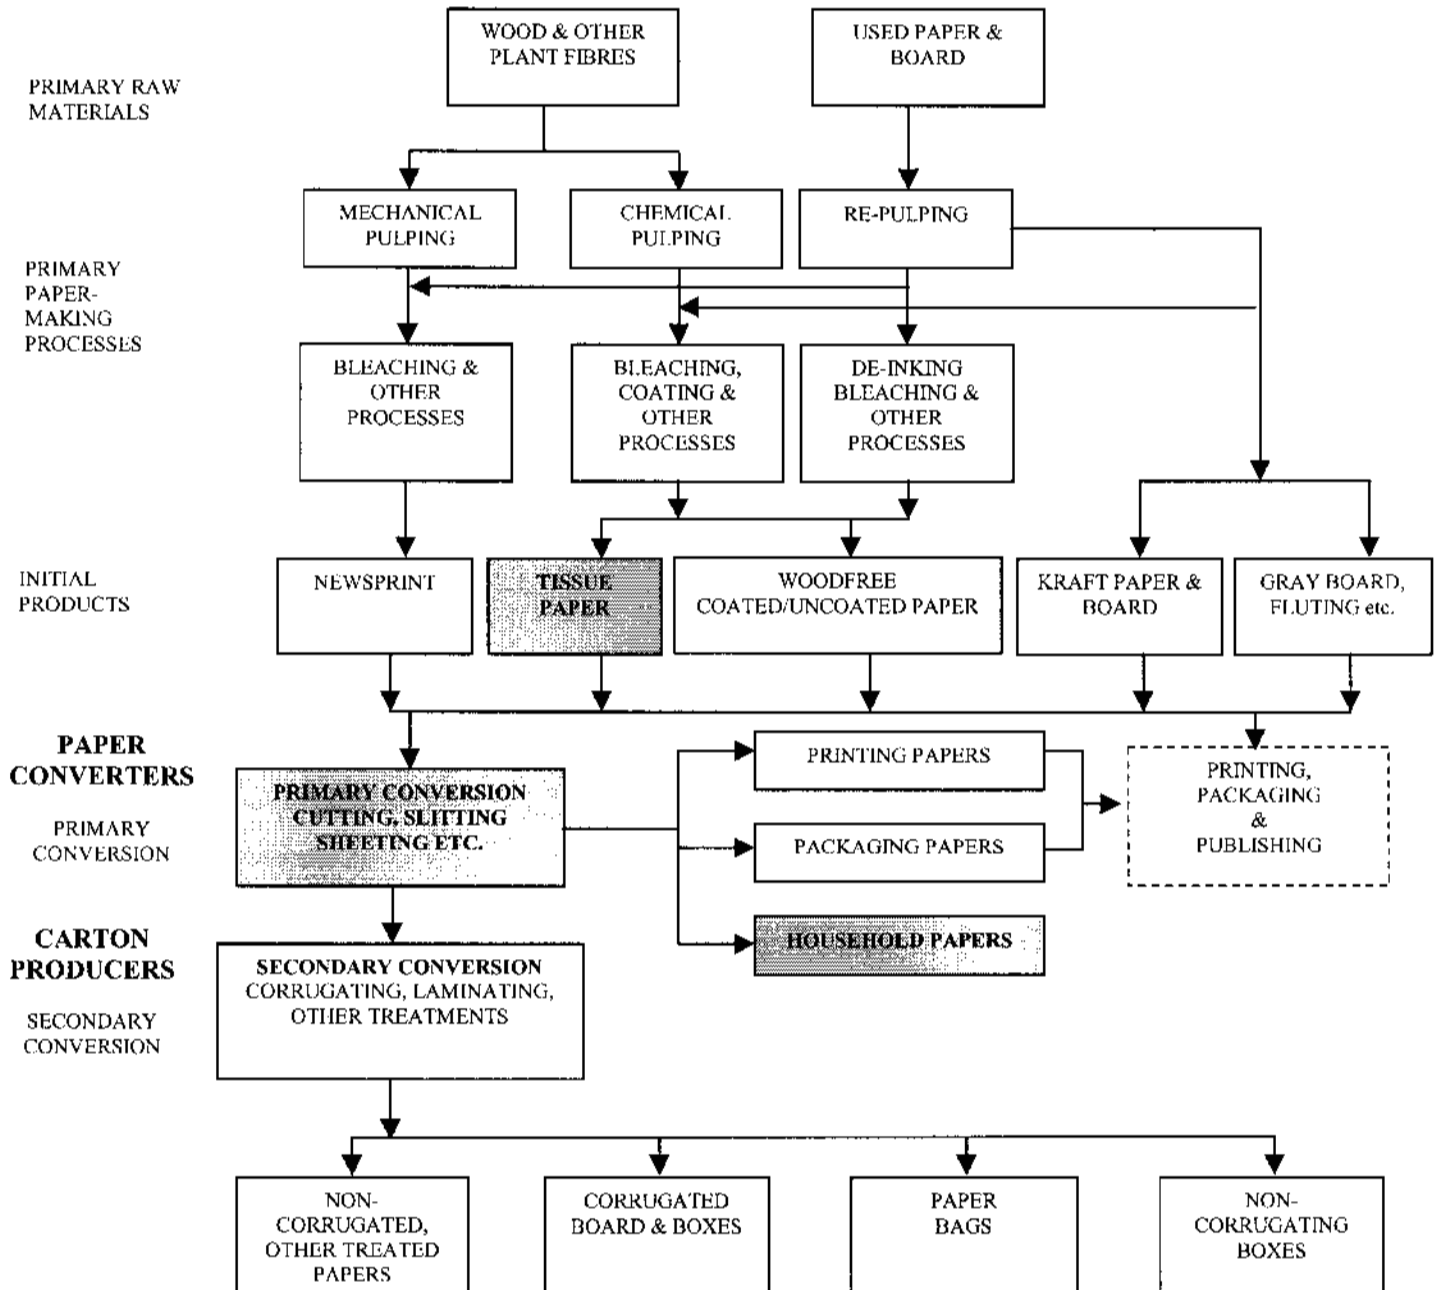 WOOD & OTHER
PLANT FIBRES
USED PAPER &
BOARD
PRIMARY RAW
MATERIALS
MECHANICAL
PULPING
CHEMICAL
PULPING
RE-PULPING
PRIMARY
PAPER-
MAKING
PROCESSES
BLEACHING &
OTHER
PROCESSES
BLEACHING,
COATING &
OTHER
PROCESSES
DE-INKING
BLEACHING &
OTHER
PROCESSES
INITIAL
PRODUCTS
NEWSPRINT
TISSUE
PAPER
WOODFREE
COATED/UNCOATED PAPER
KRAFT PAPER &
BOARD
GRAY BOARD,
FLUTING etc.
PAPER
CONVERTERS
PRIMARY
CONVERSION
PRIMARY CONVERSION
CUTTING, SLITTING
SHEETING ETC.
PRINTING PAPERS
PACKAGING PAPERS
HOUSEHOLD PAPERS
PRINTING,
PACKAGING
&
PUBLISHING
CARTON
PRODUCERS
SECONDARY
CONVERSION
SECONDARY CONVERSION
CORRUGATING, LAMINATING,
OTHER TREATMENTS
NON-
CORRUGATED,
OTHER TREATED
PAPERS
CORRUGATED
BOARD & BOXES
PAPER
BAGS
NON-
CORRUGATING
BOXES